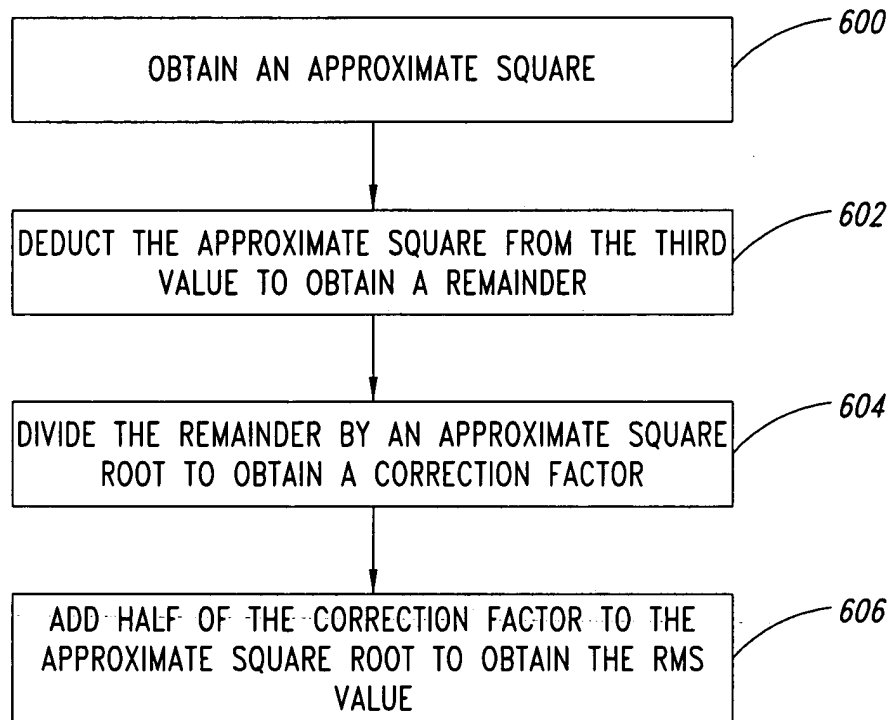 OBTAIN AN APPROXIMATE SQUARE
600
DEDUCT THE APPROXIMATE SQUARE FROM THE THIRD
VALUE TO OBTAIN A REMAINDER
602
DIVIDE THE REMAINDER BY AN APPROXIMATE SQUARE
ROOT TO OBTAIN A CORRECTION FACTOR
604
ADD HALF OF THE CORRECTION FACTOR TO THE
APPROXIMATE SQUARE ROOT TO OBTAIN THE RMS
VALUE
606